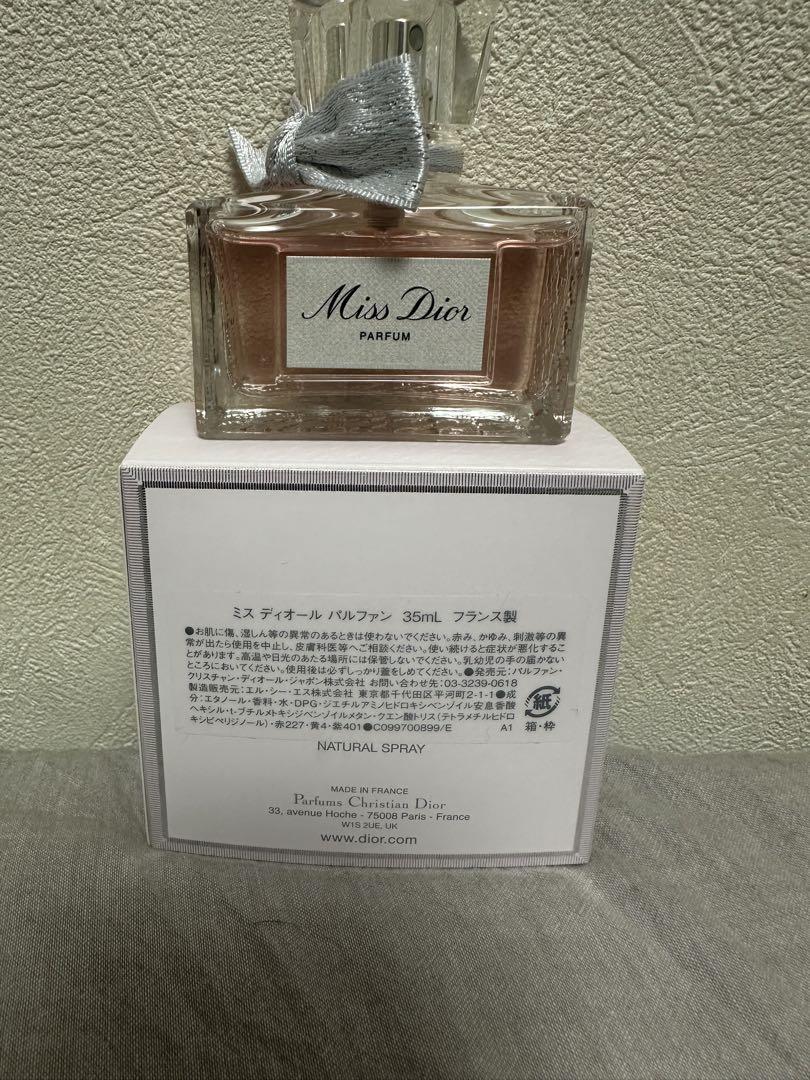 Miss Dior
PARFUM
ミス ディオール パルファン 35mL フランス製
●お肌に傷、湿しん等の異常のあるときは使わないでください。赤み、かゆみ、刺激等の異
常が出たら使用を中止し、皮膚科医等へご相談ください。使い続けると症状が悪化するこ
とがあります。高温や日光のあたる場所には保管しないでください。乳幼児の手の届かない
ところにおいてください。使用後は必ずしっかり蓋をしめてください。●発売元:パルファン・
クリスチャン・ディオール・ジャポン株式会社 お問い合わせ先:03-3239-0618
製造販売元:エル・シー・エス株式会社 東京都千代田区平河町2-1-1●成
分:エタノール・香料・水・DPG・ジエチルアミノヒドロキシベンゾイル安息香酸
ヘキシル・t-ブチルメトキシジベンゾイルメタン・クエン酸トリス(テトラメチルヒドロ
キシピペリジノール)・赤227・黄4・紫401●C099700899/E A1
紙
箱・枠
NATURAL SPRAY
MADE IN FRANCE
Parfums Christian Dior
33, avenue Hoche - 75008 Paris - France
W1S 2UE, UK
www.dior.com